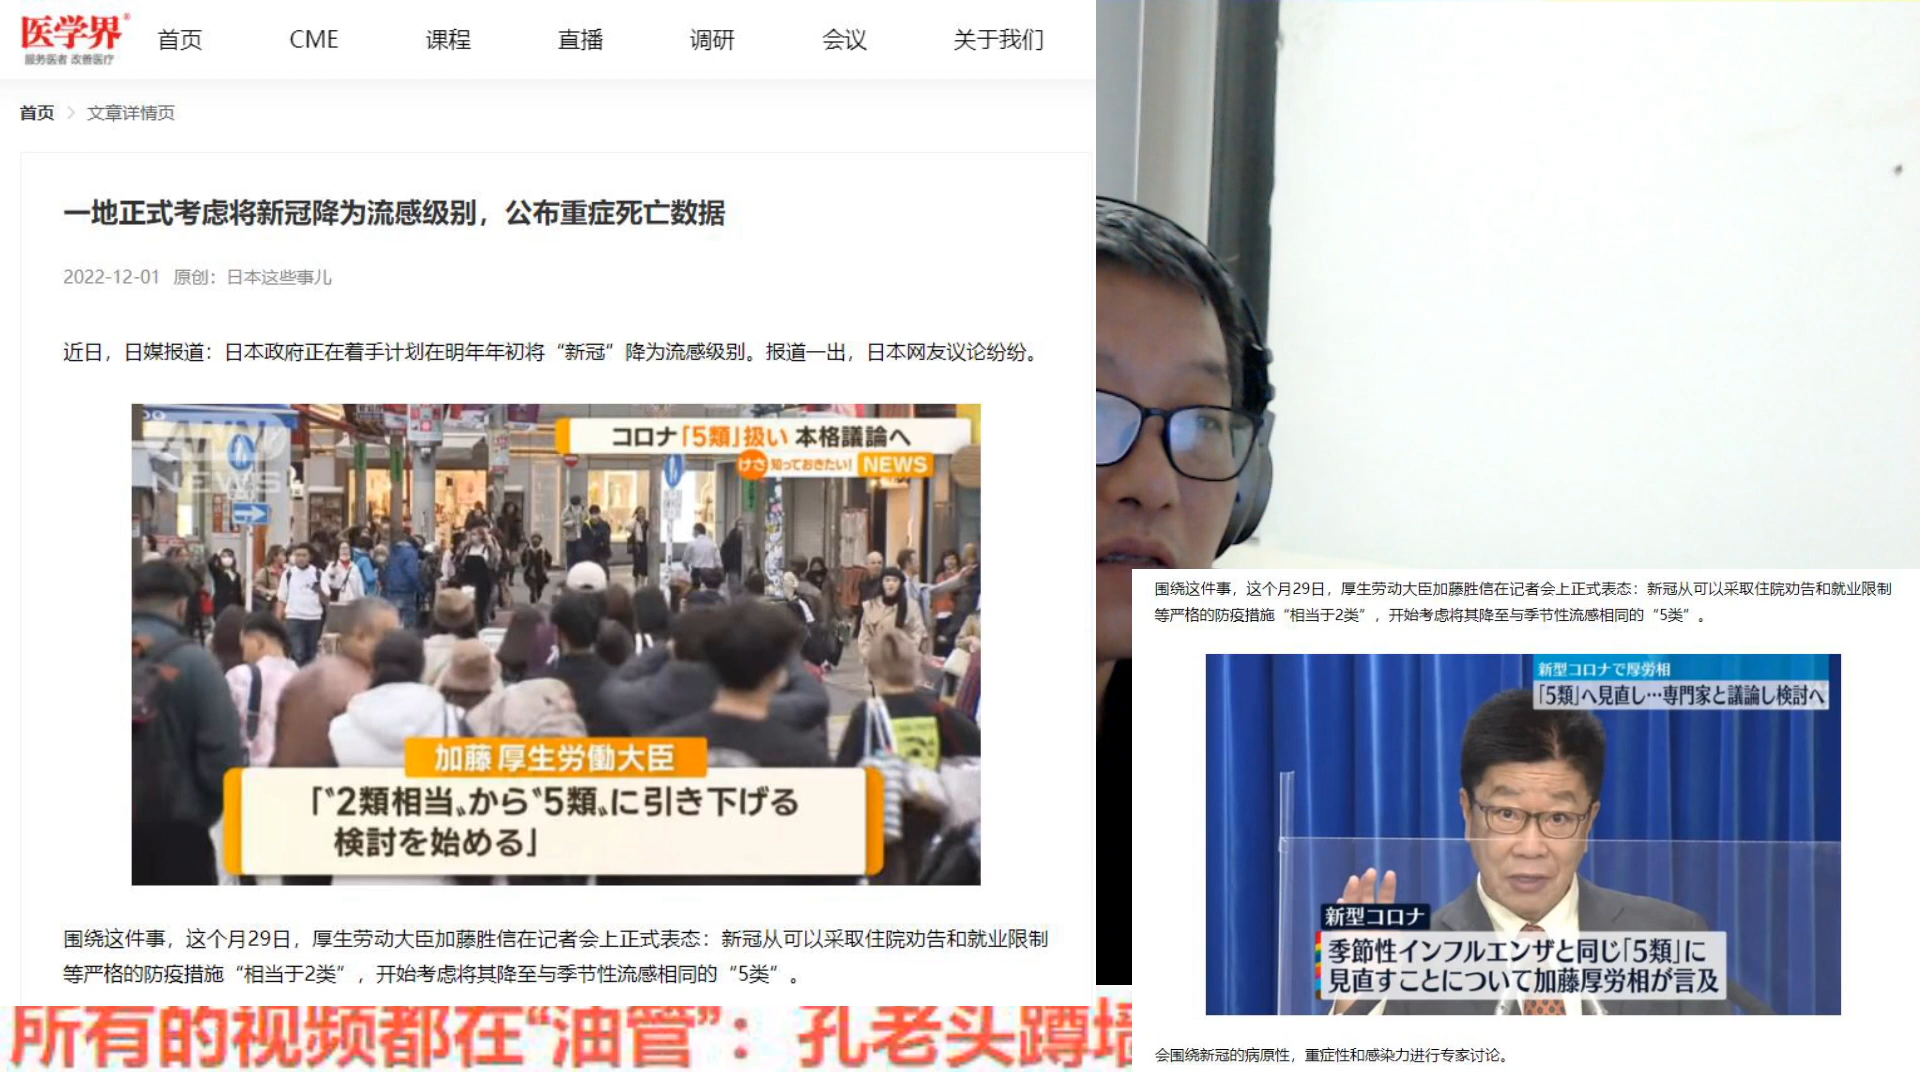 医学界®
服务医者 改善医疗
首页 CME 课程 直播 调研 会议 关于我们
首页 > 文章详情页
一地正式考虑将新冠降为流感级别，公布重症死亡数据
2022-12-01 原创：日本这些事儿
近日，日媒报道：日本政府正在着手计划在明年年初将“新冠”降为流感级别。报道一出，日本网友议论纷纷。
ANN
NEWS
コロナ「5類」扱い 本格議論へ
けさ 知っておきたい! NEWS
加藤 厚生労働大臣
「〝2類相当〟から〝5類〟に引き下げる
検討を始める」
围绕这件事，这个月29日，厚生劳动大臣加藤胜信在记者会上正式表态：新冠从可以采取住院劝告和就业限制
等严格的防疫措施“相当于2类”，开始考虑将其降至与季节性流感相同的“5类”。
所有的视频都在“油管”：孔老头蹲墙
围绕这件事，这个月29日，厚生劳动大臣加藤胜信在记者会上正式表态：新冠从可以采取住院劝告和就业限制
等严格的防疫措施“相当于2类”，开始考虑将其降至与季节性流感相同的“5类”。
新型コロナで厚労相
「5類」へ見直し…専門家と議論し検討へ
新型コロナ
季節性インフルエンザと同じ「5類」に
見直すことについて加藤厚労相が言及
会围绕新冠的病原性，重症性和感染力进行专家讨论。